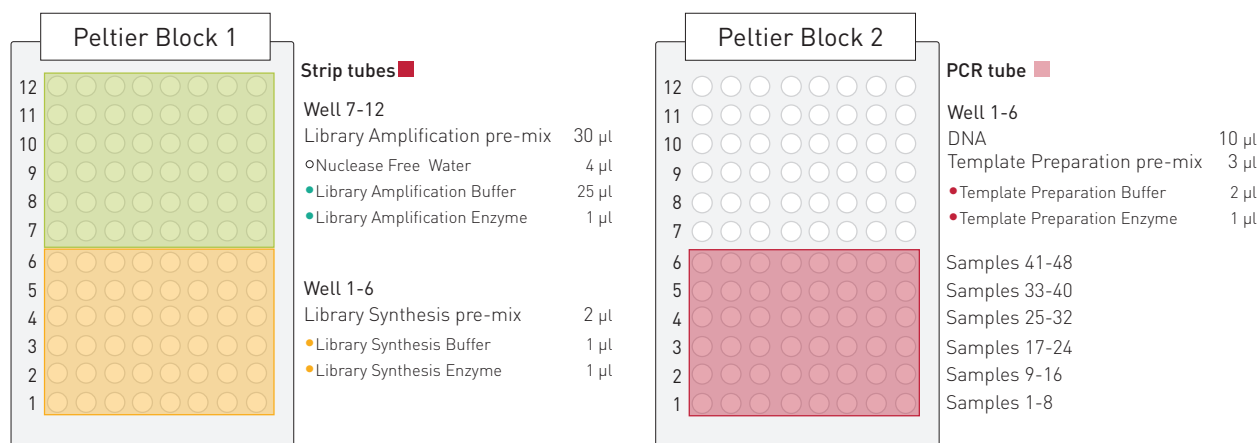 Peltier Block 1
12
11
10
9
8
7
6
5
4
3
2
1
Strip tubes
Well 7-12
Library Amplification pre-mix 30 µl
Nuclease Free Water 4 µl
Library Amplification Buffer 25 µl
Library Amplification Enzyme 1 µl
Well 1-6
Library Synthesis pre-mix 2 µl
Library Synthesis Buffer 1 µl
Library Synthesis Enzyme 1 µl
Peltier Block 2
12
11
10
9
8
7
6
5
4
3
2
1
PCR tube
Well 1-6
DNA 10 µl
Template Preparation pre-mix 3 µl
Template Preparation Buffer 2 µl
Template Preparation Enzyme 1 µl
Samples 41-48
Samples 33-40
Samples 25-32
Samples 17-24
Samples 9-16
Samples 1-8